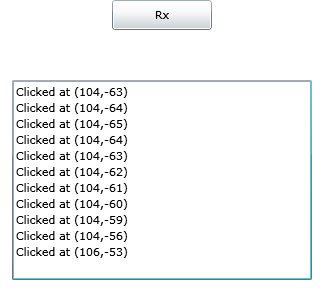 Rx
Clicked at (104,-63)
Clicked at (104,-64)
Clicked at (104,-65)
Clicked at (104,-64)
Clicked at (104,-63)
Clicked at (104,-62)
Clicked at (104,-61)
Clicked at (104,-60)
Clicked at (104,-59)
Clicked at (104,-56)
Clicked at (106,-53)